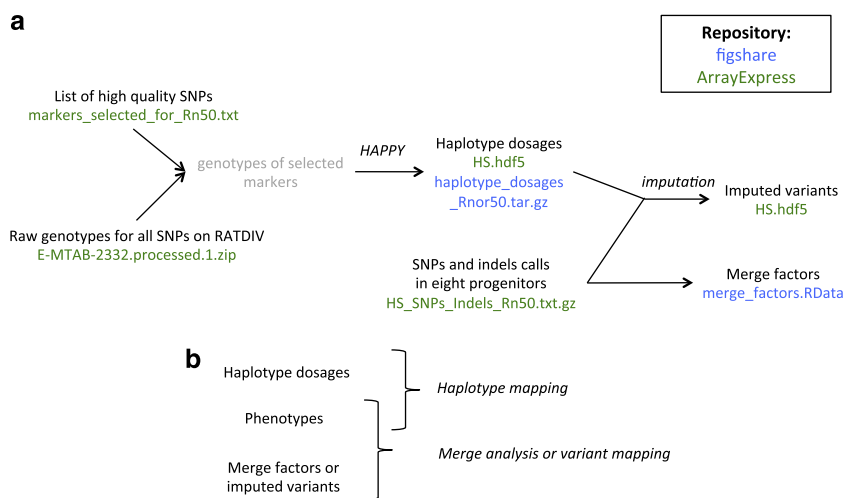 a
Repository:
figshare
ArrayExpress
List of high quality SNPs
markers_selected_for_Rn50.txt
genotypes of selected
markers
HAPPY
Haplotype dosages
HS.hdf5
haplotype_dosages
_Rnor50.tar.gz
imputation
Imputed variants
HS.hdf5
Raw genotypes for all SNPs on RATDIV
E-MTAB-2332.processed.1.zip
SNPs and indels calls
in eight progenitors
HS_SNPs_Indels_Rn50.txt.gz
Merge factors
merge_factors.RData
b
Haplotype dosages
Haplotype mapping
Phenotypes
Merge analysis or variant mapping
Merge factors or
imputed variants